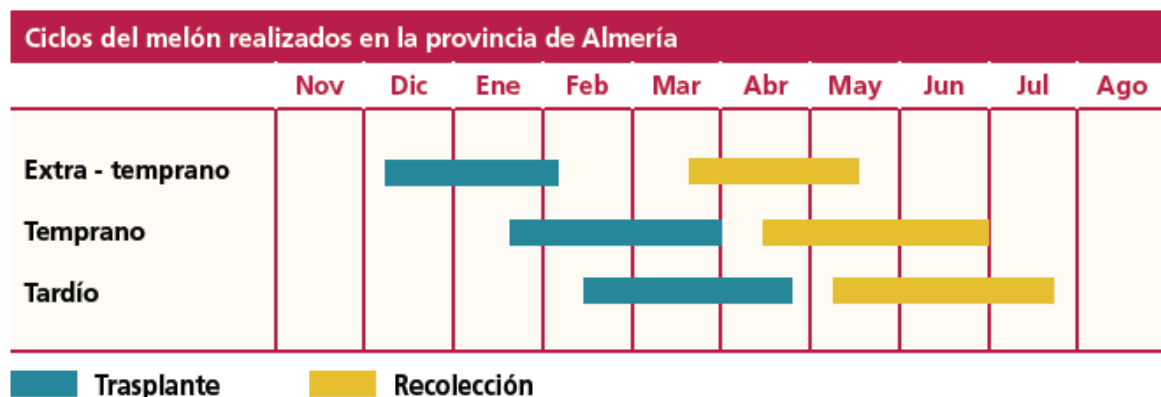 Ciclos del melón realizados en la provincia de Almería
Nov Dic Ene Feb Mar Abr May Jun Jul Ago
Extra - temprano
Temprano
Tardío
Trasplante Recolección